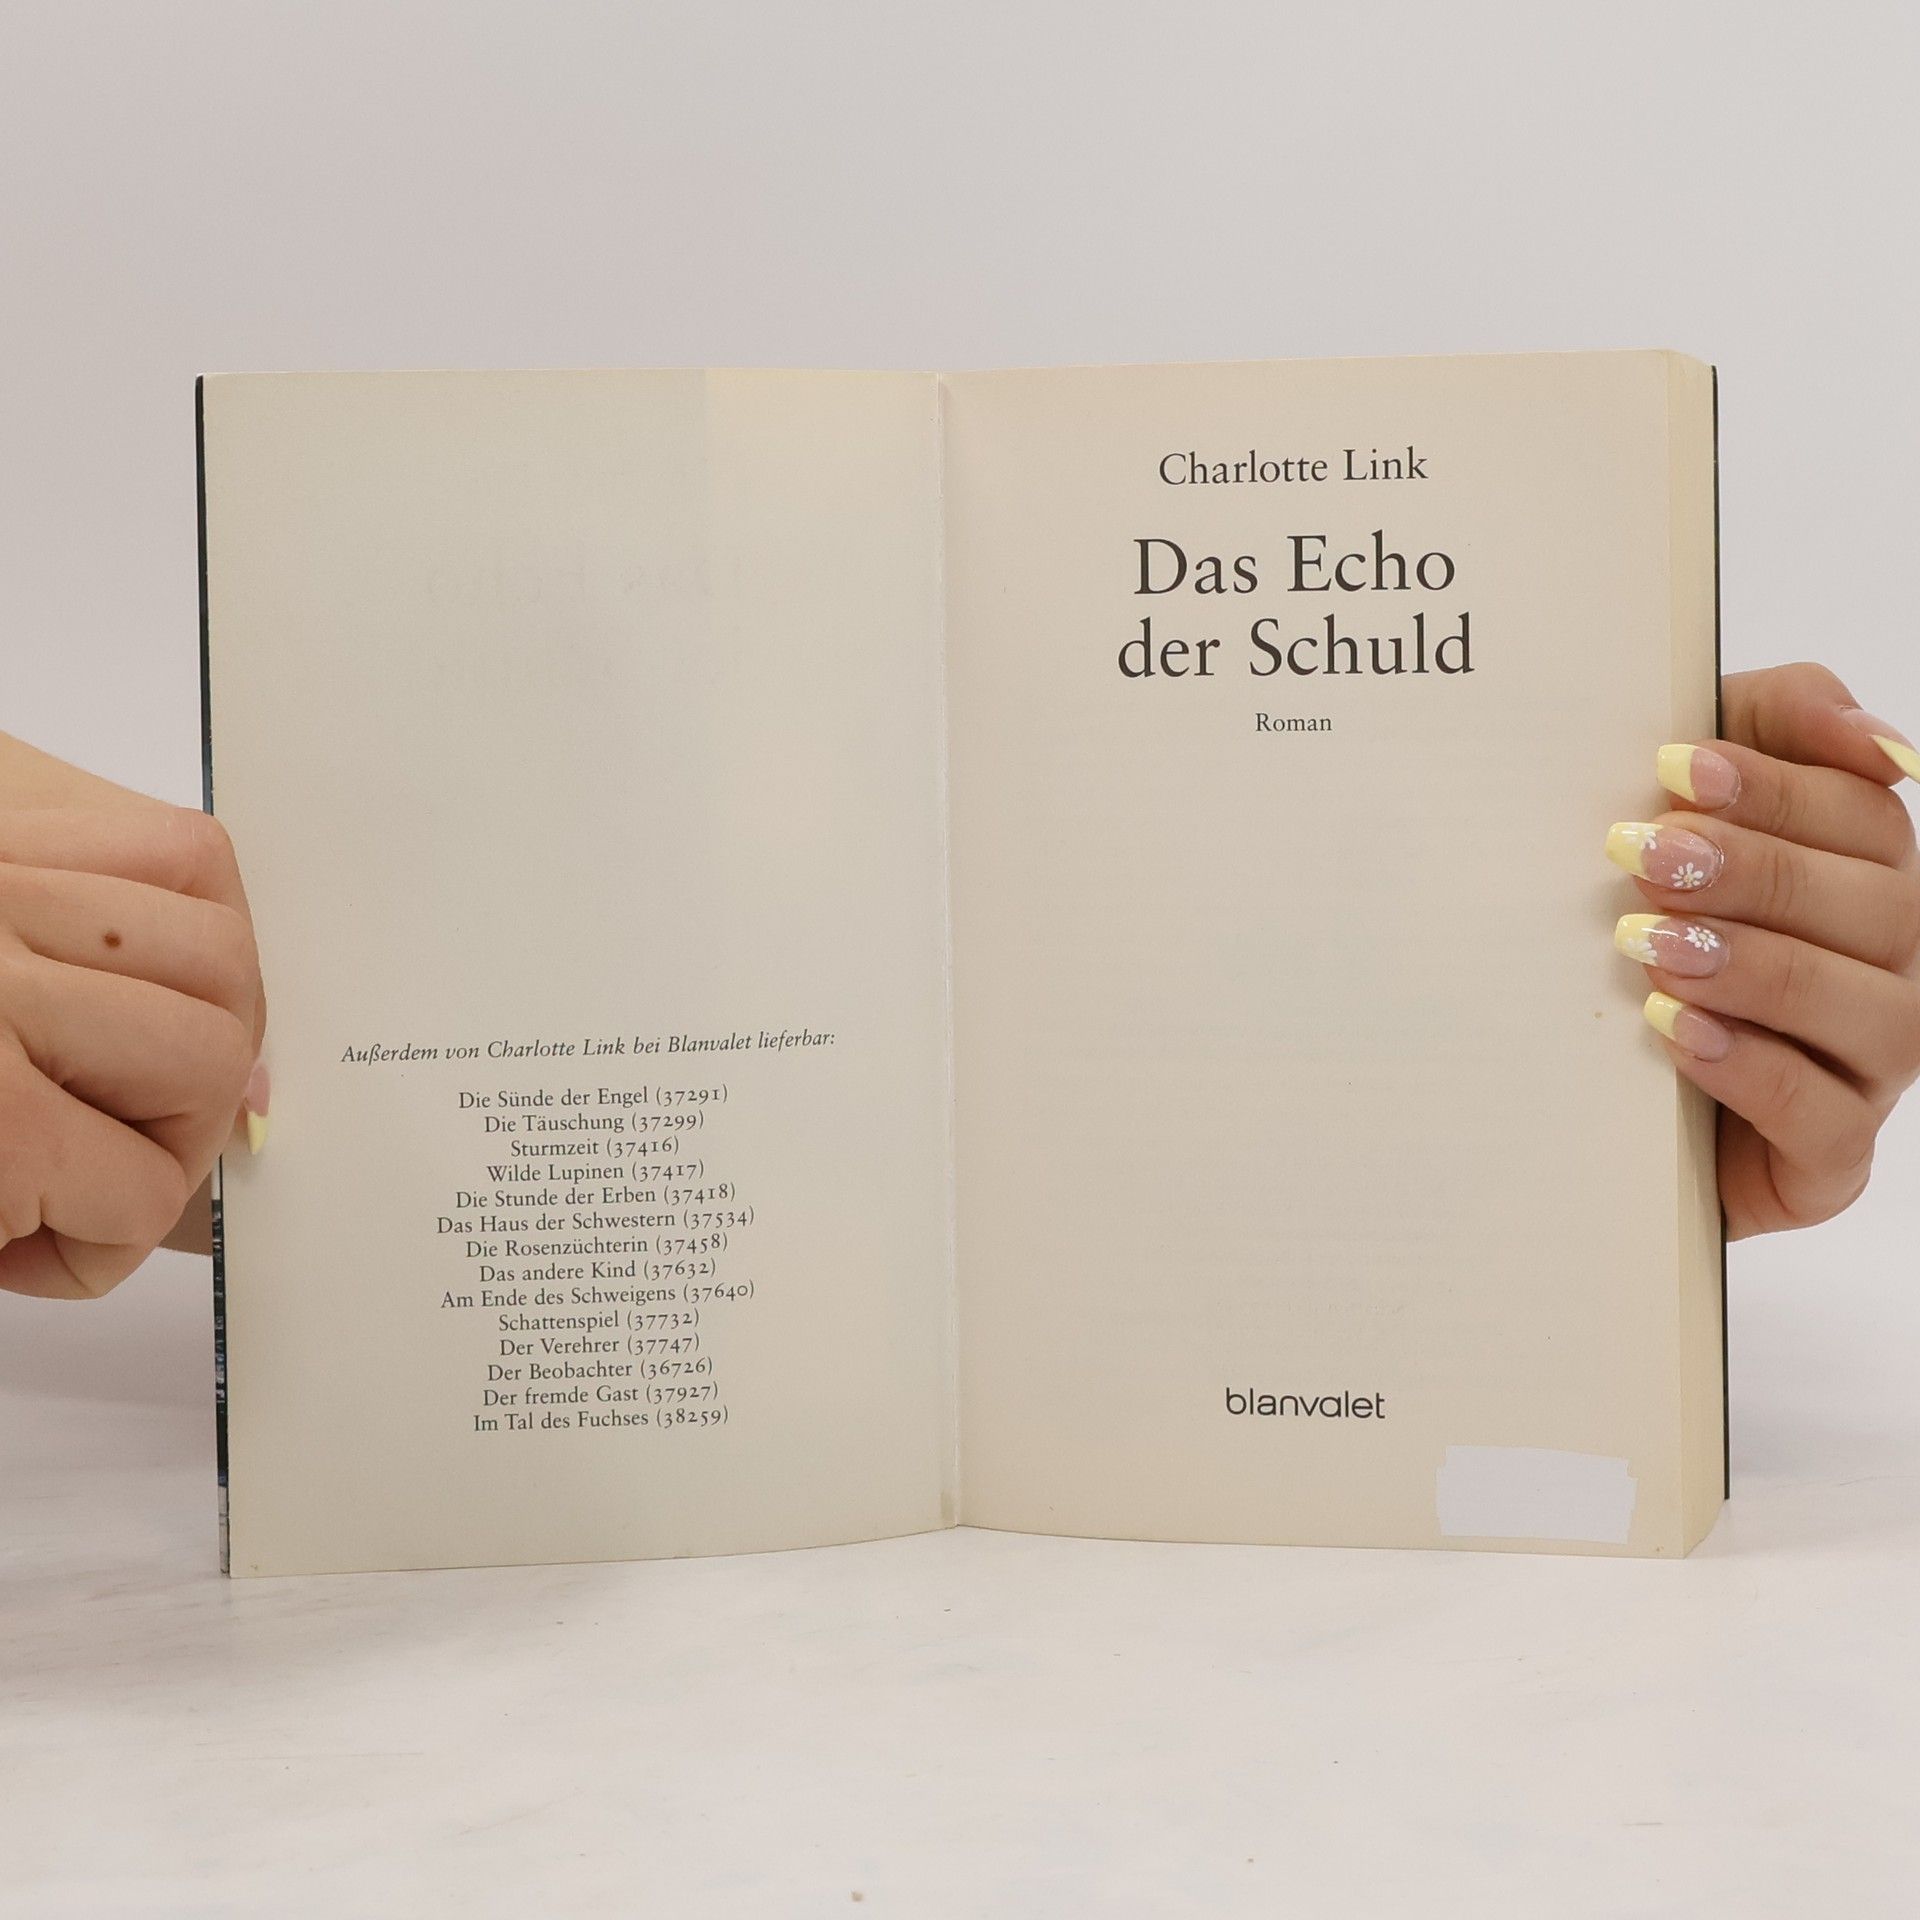 Außerdem von Charlotte Link bei Blanvalet lieferbar:
Die Sünde der Engel (37291)
Die Täuschung (37299)
Sturmzeit (37416)
Wilde Lupinen (37417)
Die Stunde der Erben (37418)
Das Haus der Schwestern (37534)
Die Rosenzüchterin (37458)
Das andere Kind (37632)
Am Ende des Schweigens (37640)
Schattenspiel (37732)
Der Verehrer (37747)
Der Beobachter (36726)
Der fremde Gast (37927)
Im Tal des Fuchses (38259)
Charlotte Link
Das Echo
der Schuld
Roman
blanvalet